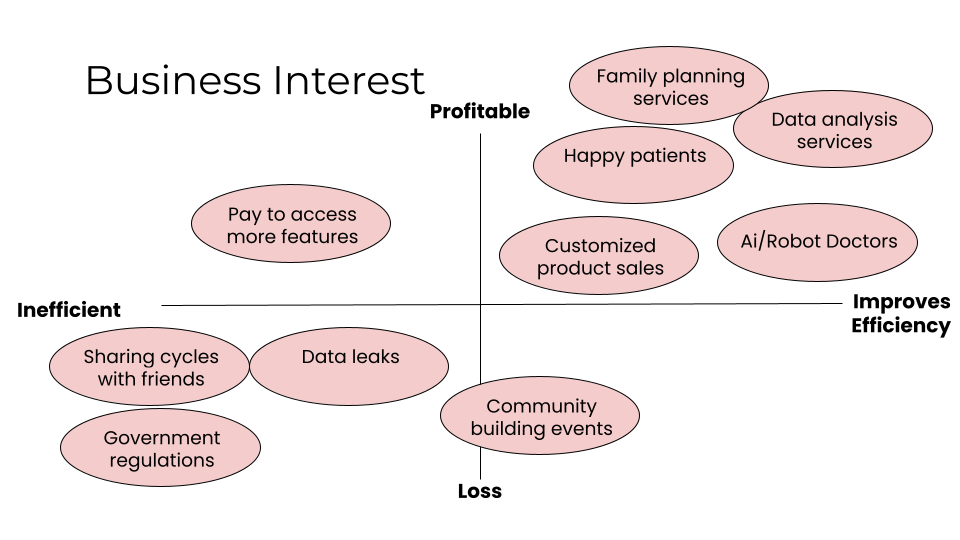 Business Interest
Profitable
Family planning
services
Data analysis
services
Happy patients
Pay to access
more features
Customized
product sales
Ai/Robot Doctors
Inefficient
Improves
Efficiency
Sharing cycles
with friends
Data leaks
Community
building events
Government
regulations
Loss